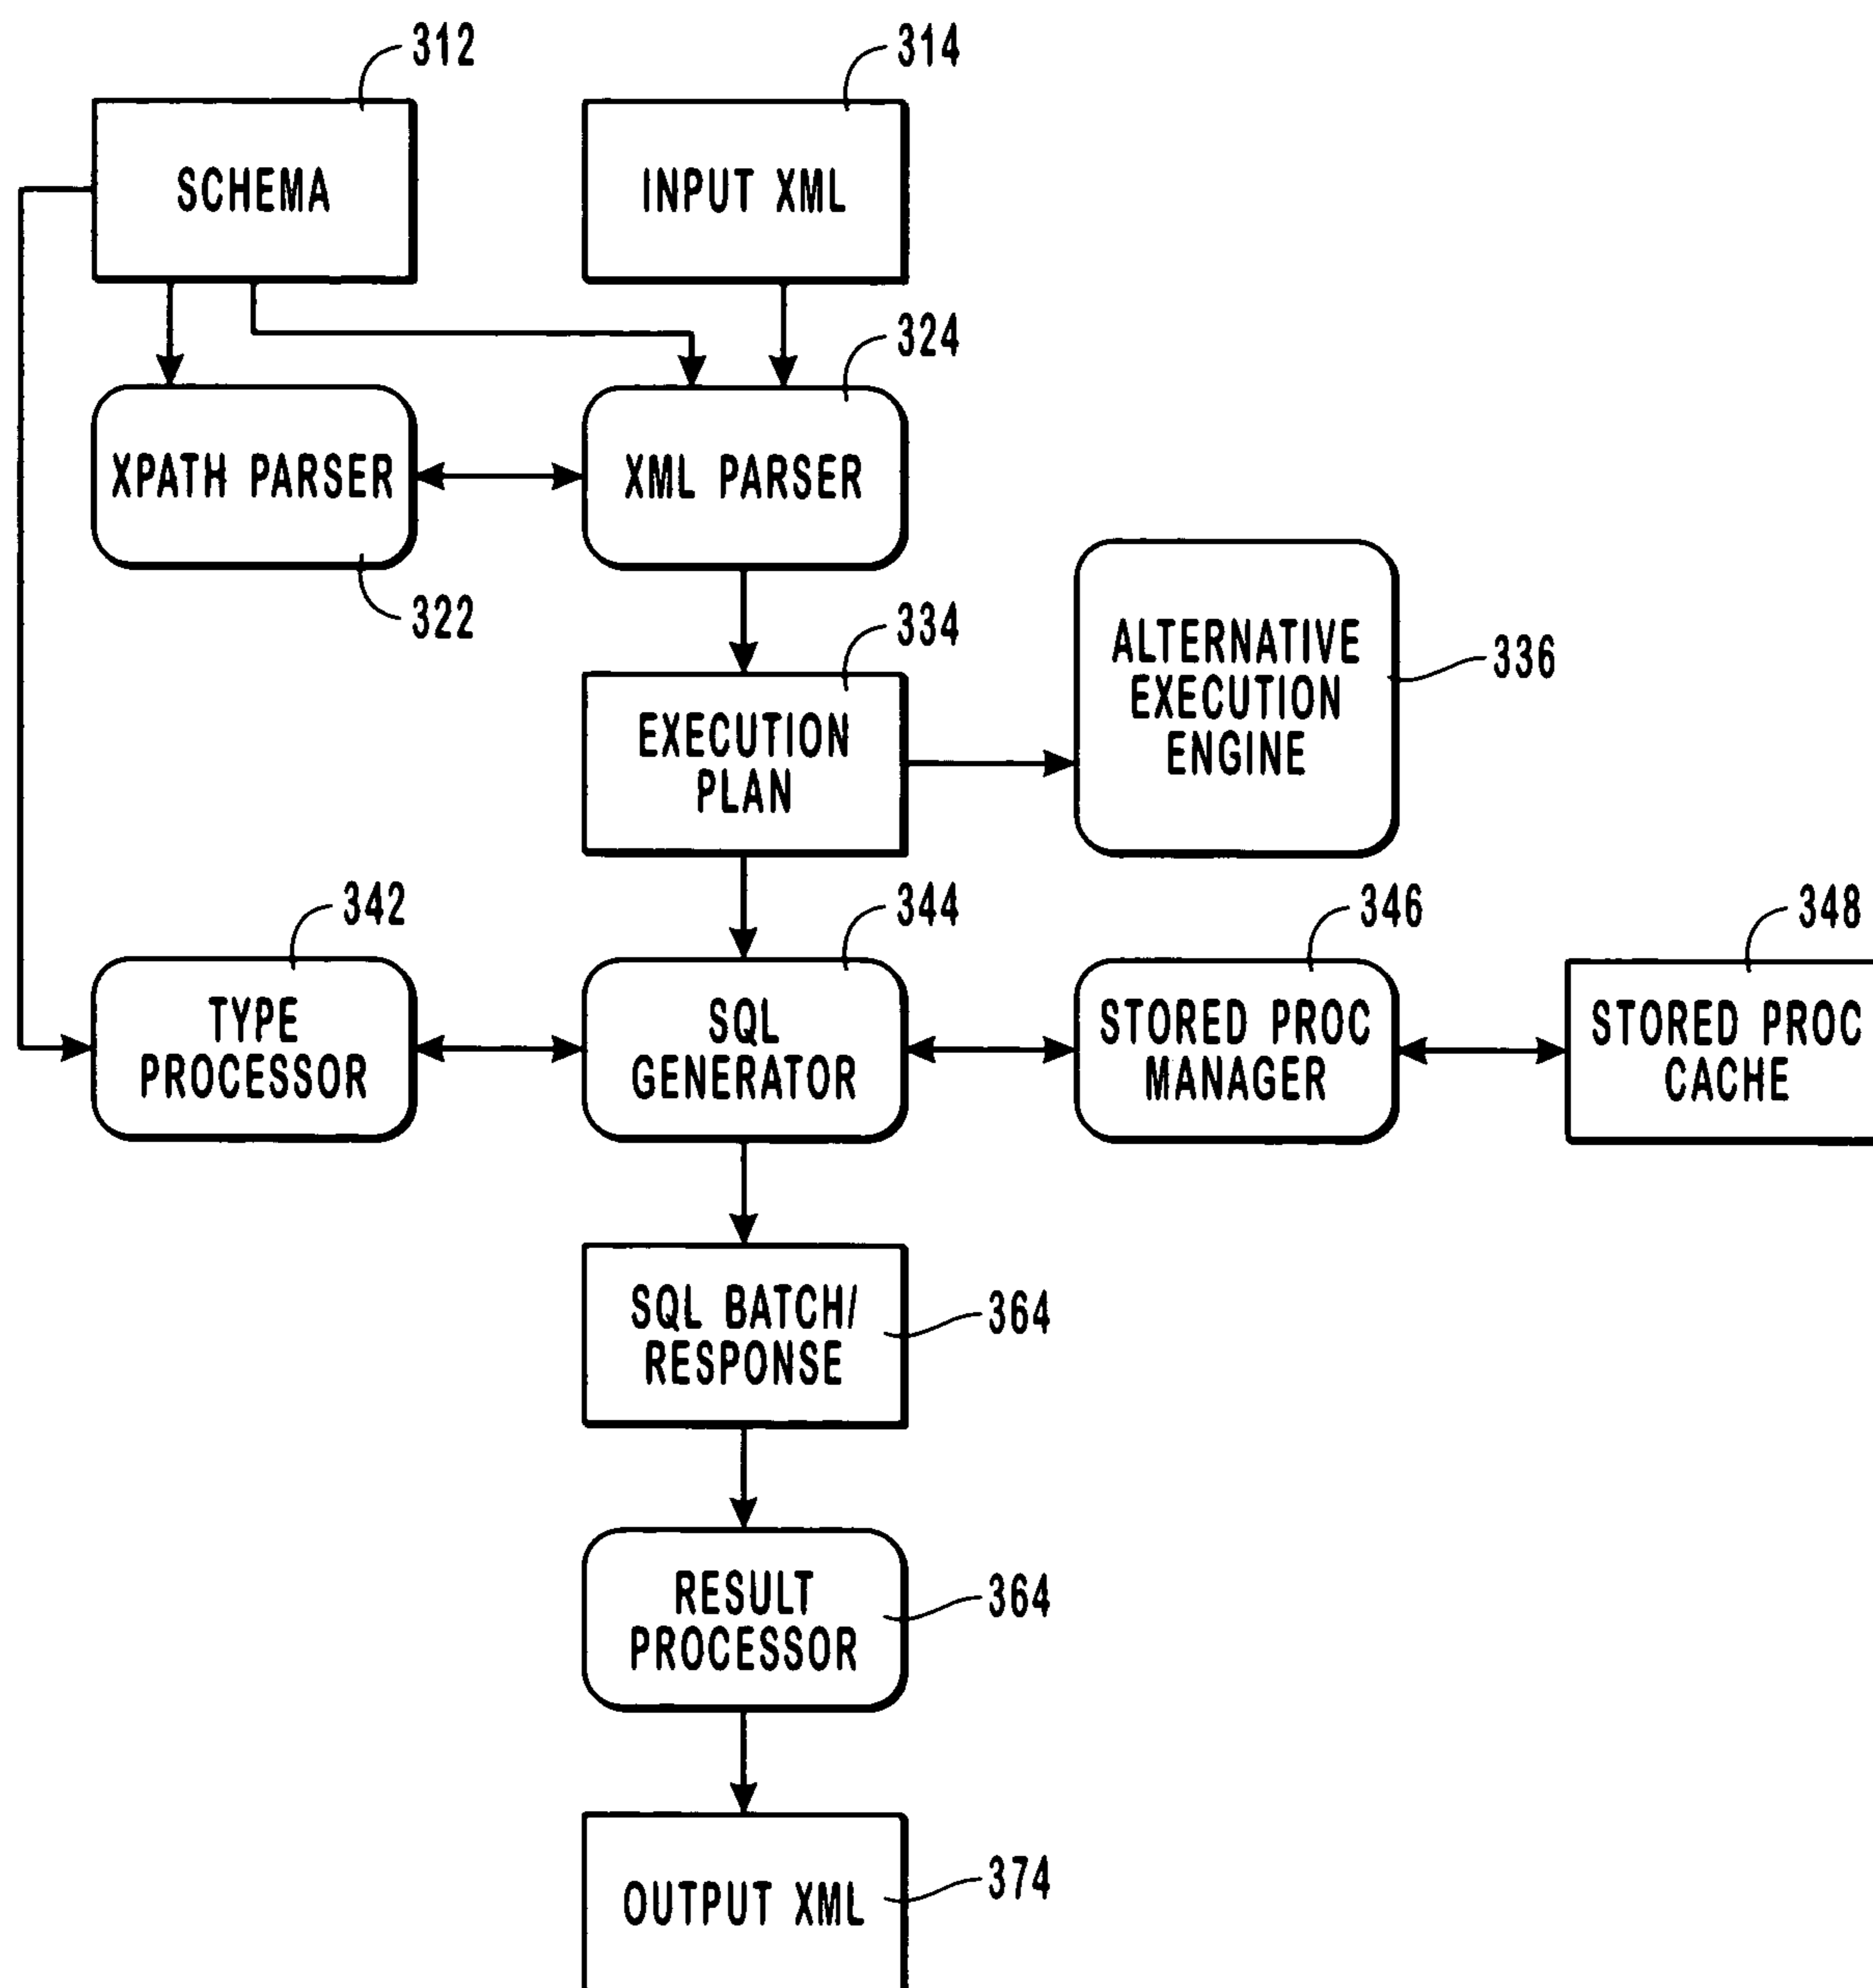 312
314
SCHEMA
INPUT XML
324
XPATH PARSER
XML PARSER
322
334
ALTERNATIVE
EXECUTION
ENGINE
336
EXECUTION
PLAN
342
344
346
348
TYPE
PROCESSOR
SQL
GENERATOR
STORED PROC
MANAGER
STORED PROC
CACHE
SQL BATCH/
RESPONSE
364
RESULT
PROCESSOR
364
OUTPUT XML
374